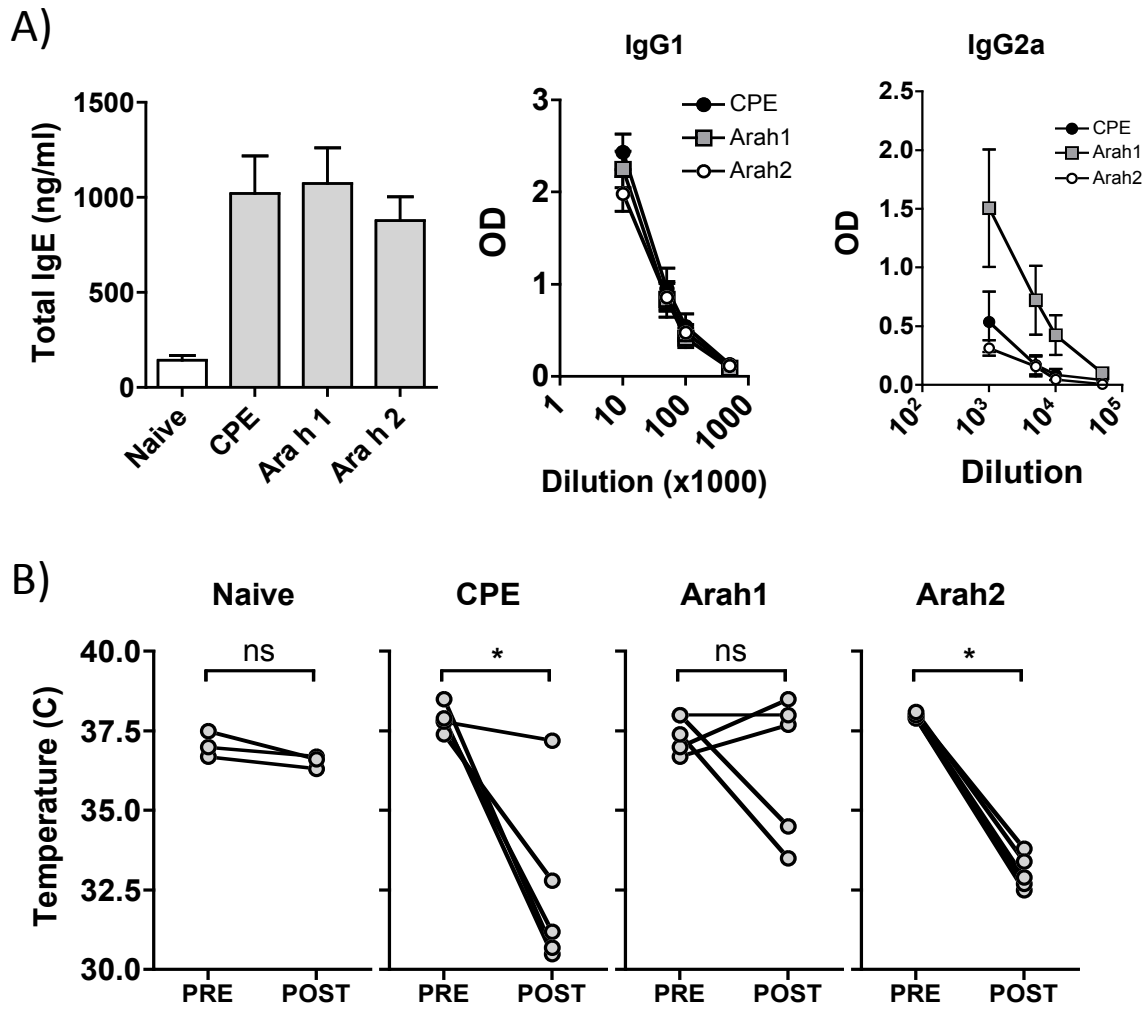 A)
Total IgE (ng/ml)
1500
1000
500
0
Naive
CPE
Ara h 1
Ara h 2
IgG1
OD
3
2
1
0
CPE
Arah1
Arah2
1
10
100
1000
Dilution (x1000)
IgG2a
OD
2.5
2.0
1.5
1.0
0.5
0.0
CPE
Arah1
Arah2
10²
10³
10⁴
10⁵
Dilution
B)
Temperature (C)
40.0
37.5
35.0
32.5
30.0
Naive
ns
PRE
POST
CPE
*
PRE
POST
Arah1
ns
PRE
POST
Arah2
*
PRE
POST